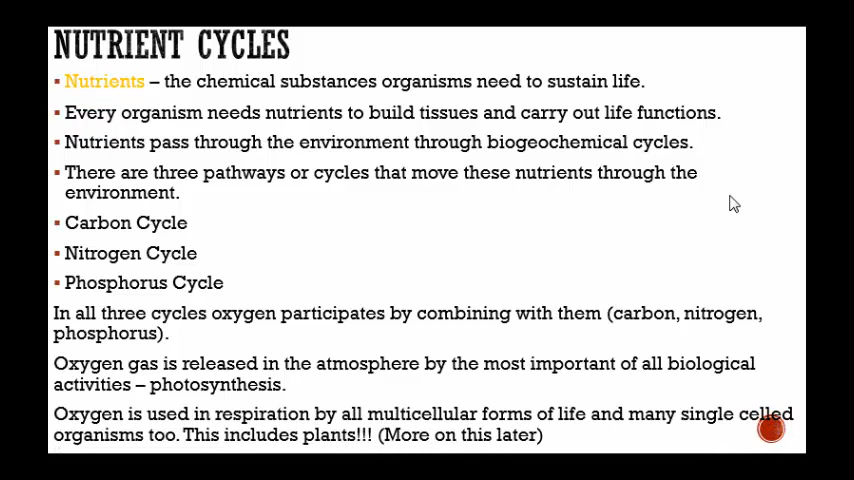 NUTRIENT CYCLES
▪ Nutrients – the chemical substances organisms need to sustain life.
▪ Every organism needs nutrients to build tissues and carry out life functions.
▪ Nutrients pass through the environment through biogeochemical cycles.
▪ There are three pathways or cycles that move these nutrients through the
environment.
▪ Carbon Cycle
▪ Nitrogen Cycle
▪ Phosphorus Cycle
In all three cycles oxygen participates by combining with them (carbon, nitrogen,
phosphorus).
Oxygen gas is released in the atmosphere by the most important of all biological
activities – photosynthesis.
Oxygen is used in respiration by all multicellular forms of life and many single celled
organisms too. This includes plants!!! (More on this later)